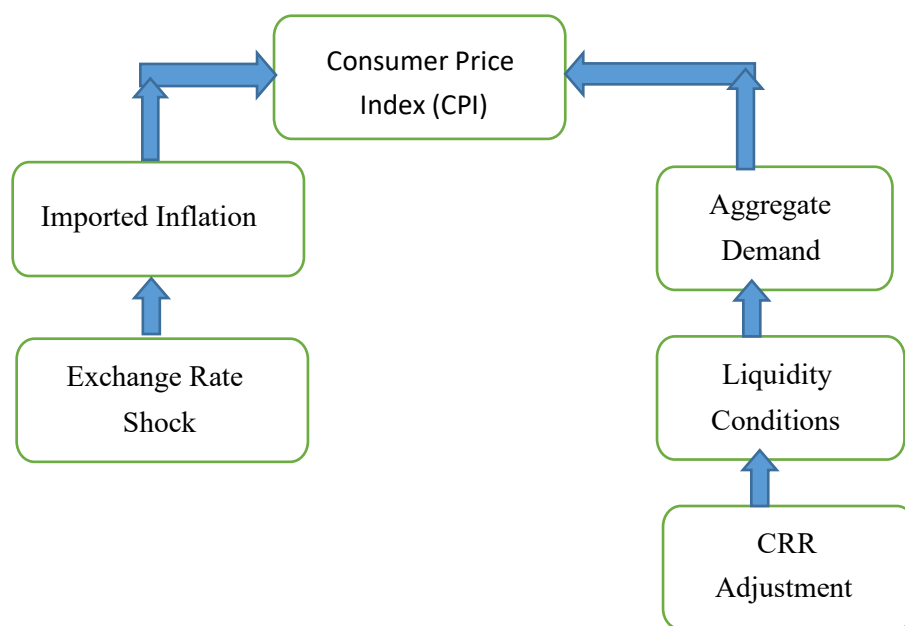 Consumer Price
Index (CPI)
Imported Inflation
Aggregate
Demand
Exchange Rate
Shock
Liquidity
Conditions
CRR
Adjustment